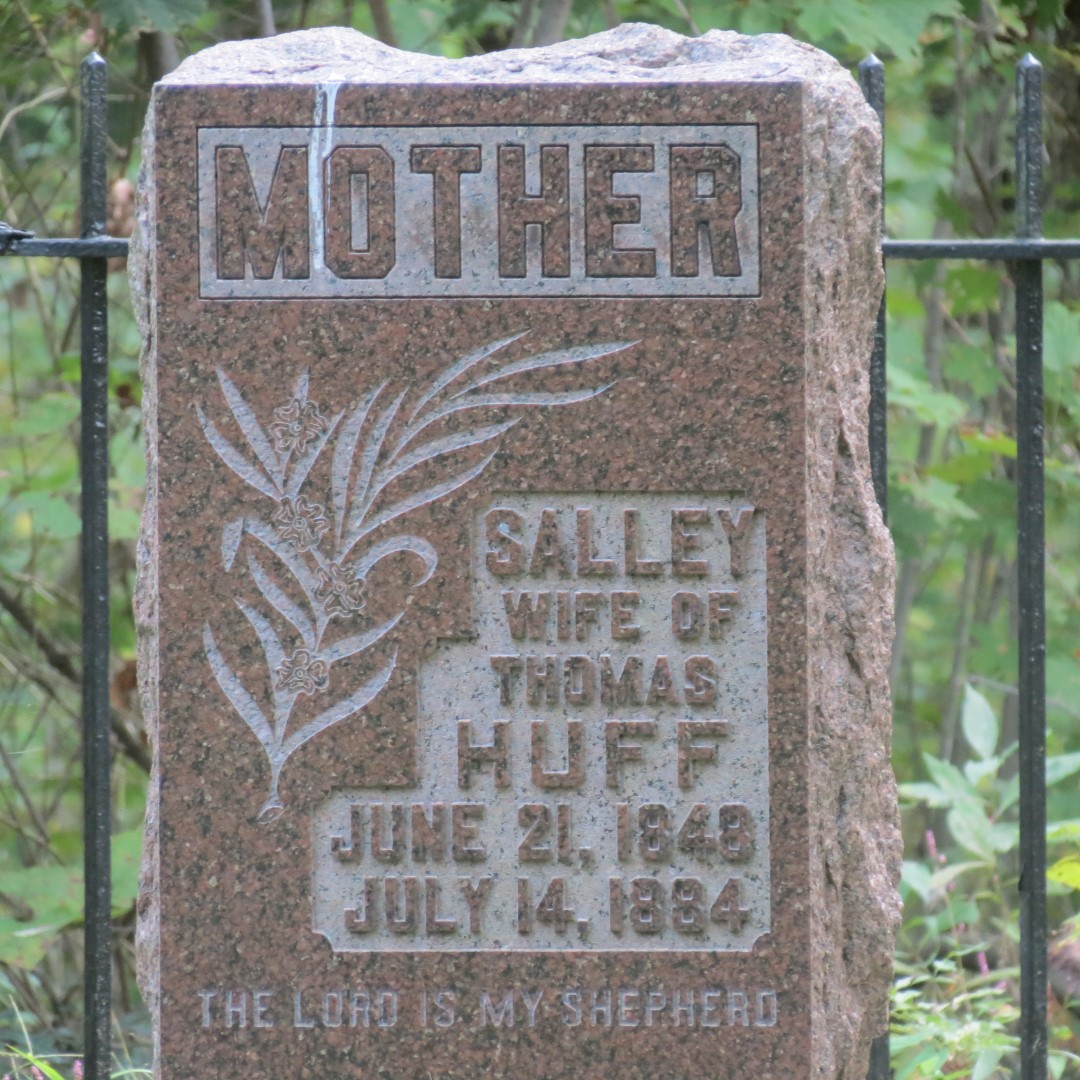 MOTHER
SALLEY
WIFE OF
THOMAS
HUFF
JUNE 21, 1848
JULY 14, 1884
THE LORD IS MY SHEPHERD